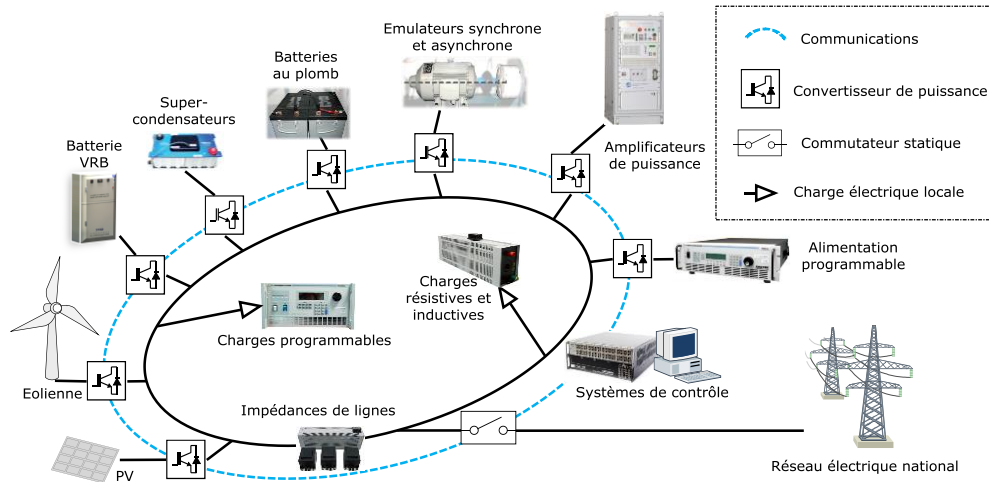 Emulateurs synchrone
et asynchrone
Batteries
au plomb
Super-
condensateurs
Batterie
VRB
Amplificateurs
de puissance
Communications
Convertisseur de puissance
Commutateur statique
Charge électrique locale
Alimentation
programmable
Charges
résistives et
inductives
Charges programmables
Eolienne
Impédances de lignes
Systèmes de contrôle
PV
Réseau électrique national